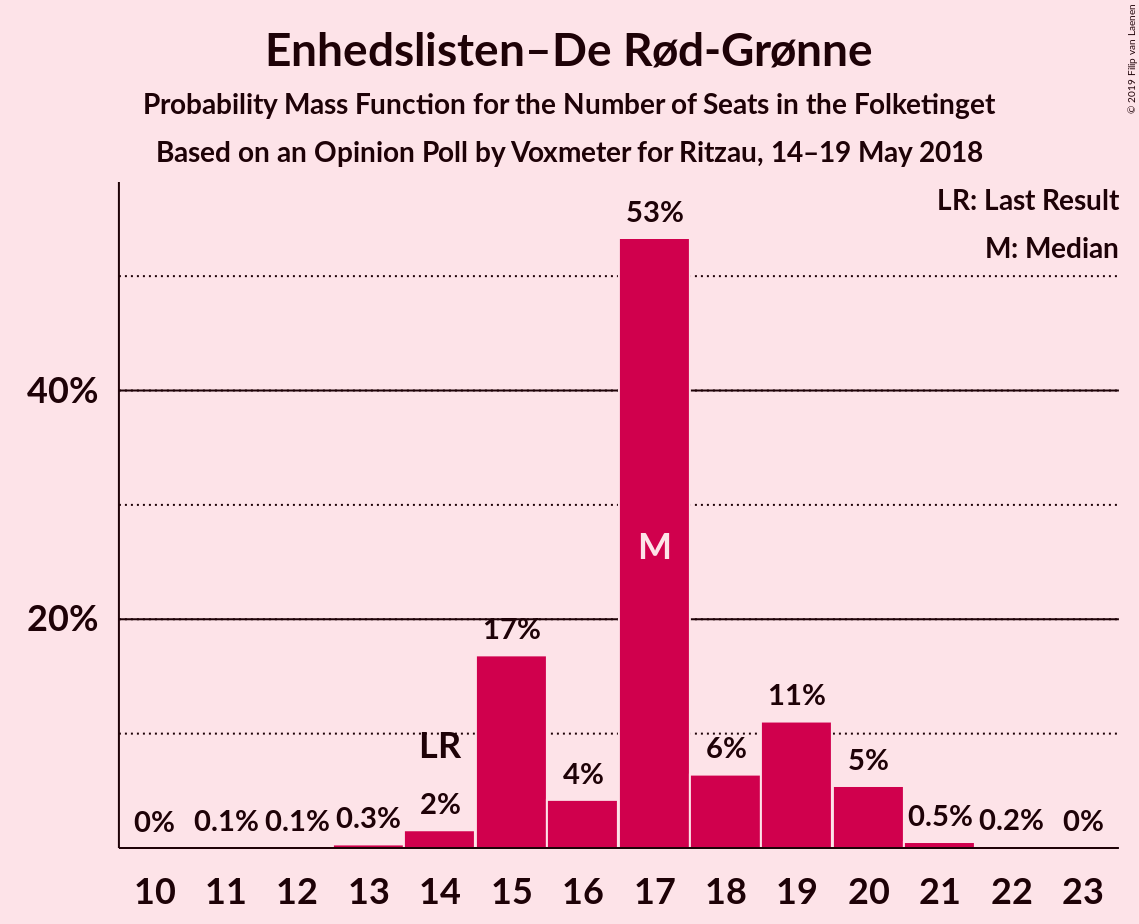 Enhedslisten–De Rød-Grønne
Probability Mass Function for the Number of Seats in the Folketinget
Based on an Opinion Poll by Voxmeter for Ritzau, 14–19 May 2018
© 2019 Filip van Laenen
LR: Last Result
M: Median
53%
40%
M
20%
17%
11%
LR
6%
5%
4%
2%
0% 0.1% 0.1% 0.3% 0.5% 0.2% 0%
10 11 12 13 14 15 16 17 18 19 20 21 22 23